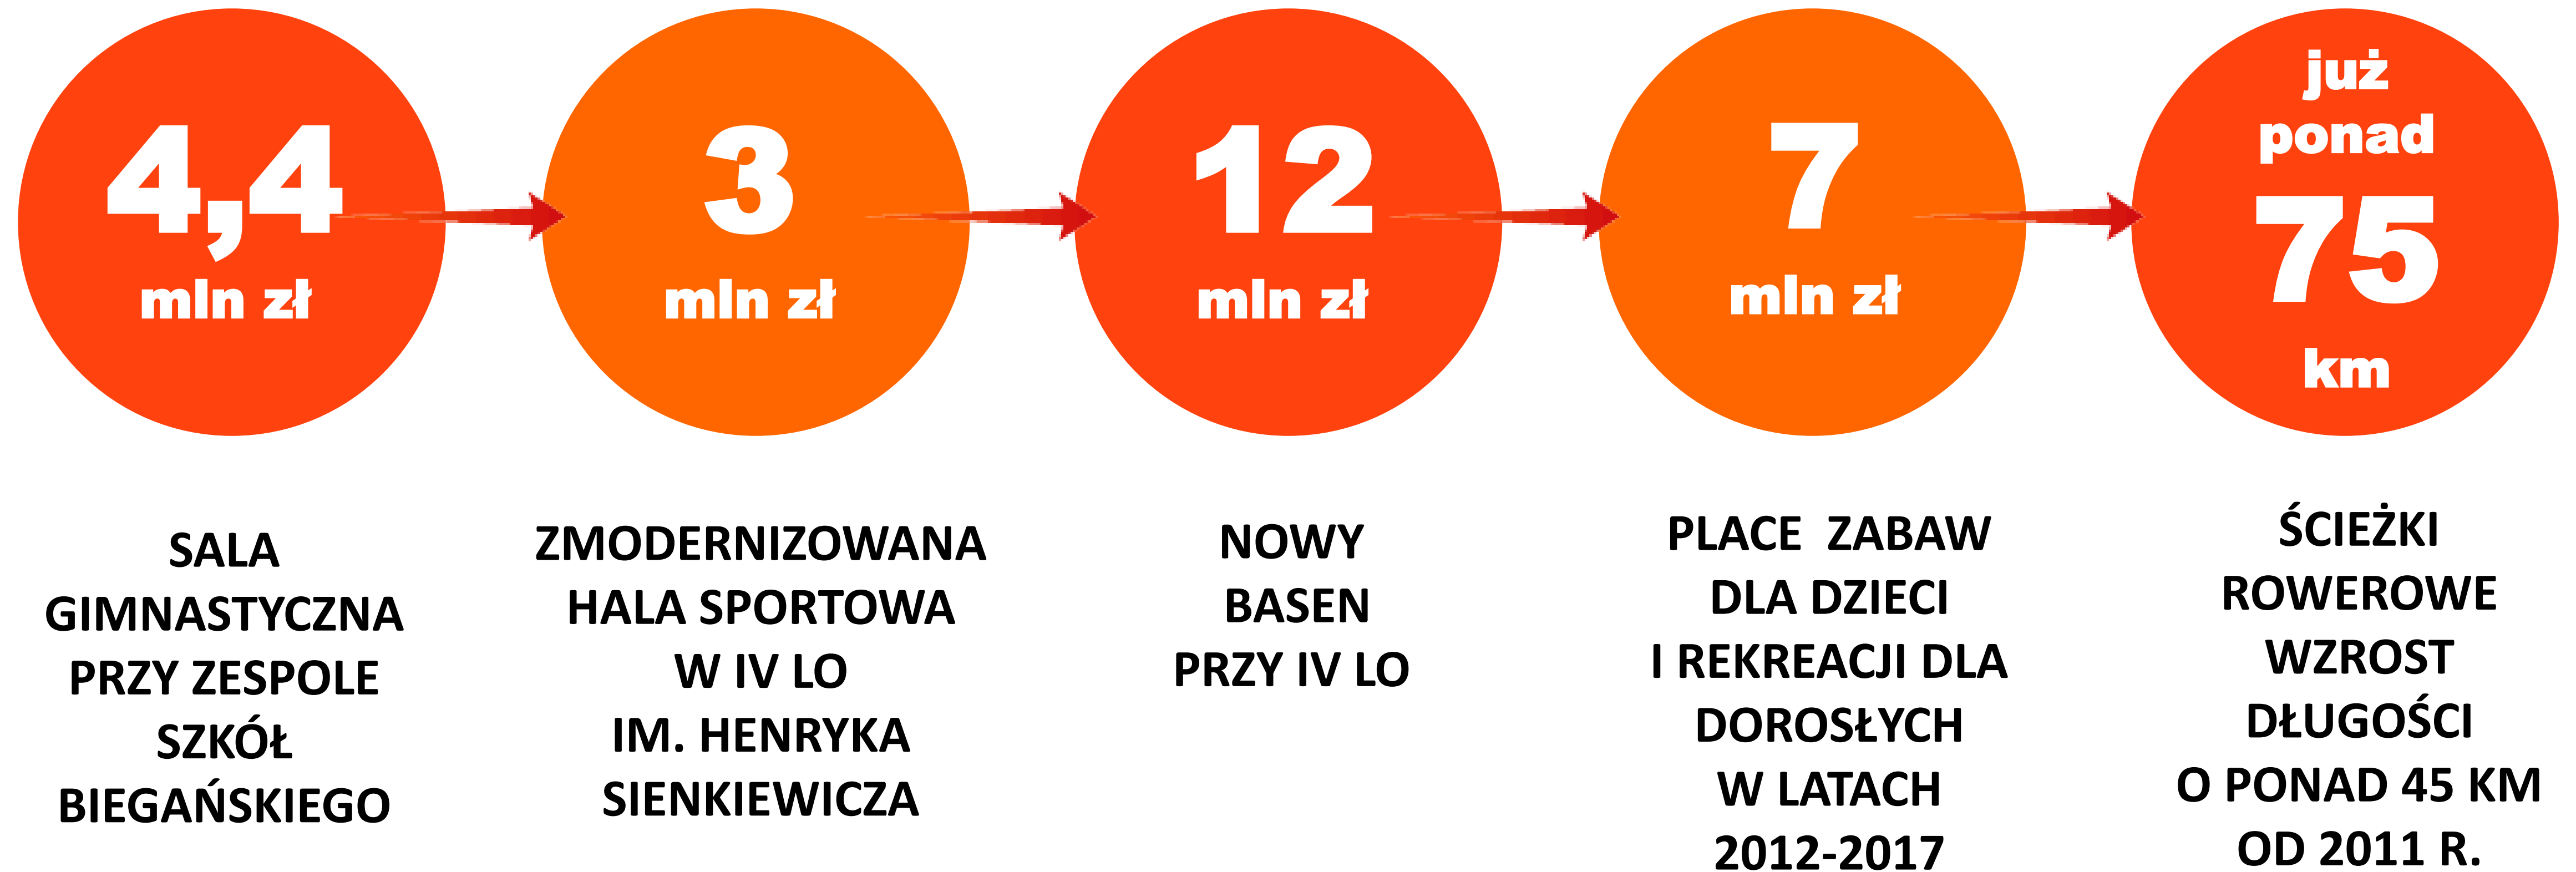 4,4
mln zł
SALA
GIMNASTYCZNA
PRZY ZESPOLE
SZKÓŁ
BIEGAŃSKIEGO
3
mln zł
ZMODERNIZOWANA
HALA SPORTOWA
W IV LO
IM. HENRYKA
SIENKIEWICZA
12
mln zł
NOWY
BASEN
PRZY IV LO
7
mln zł
PLACE ZABAW
DLA DZIECI
I REKREACJI DLA
DOROSŁYCH
W LATACH
2012-2017
już
ponad
75
km
ŚCIEŻKI
ROWEROWE
WZROST
DŁUGOŚCI
O PONAD 45 KM
OD 2011 R.